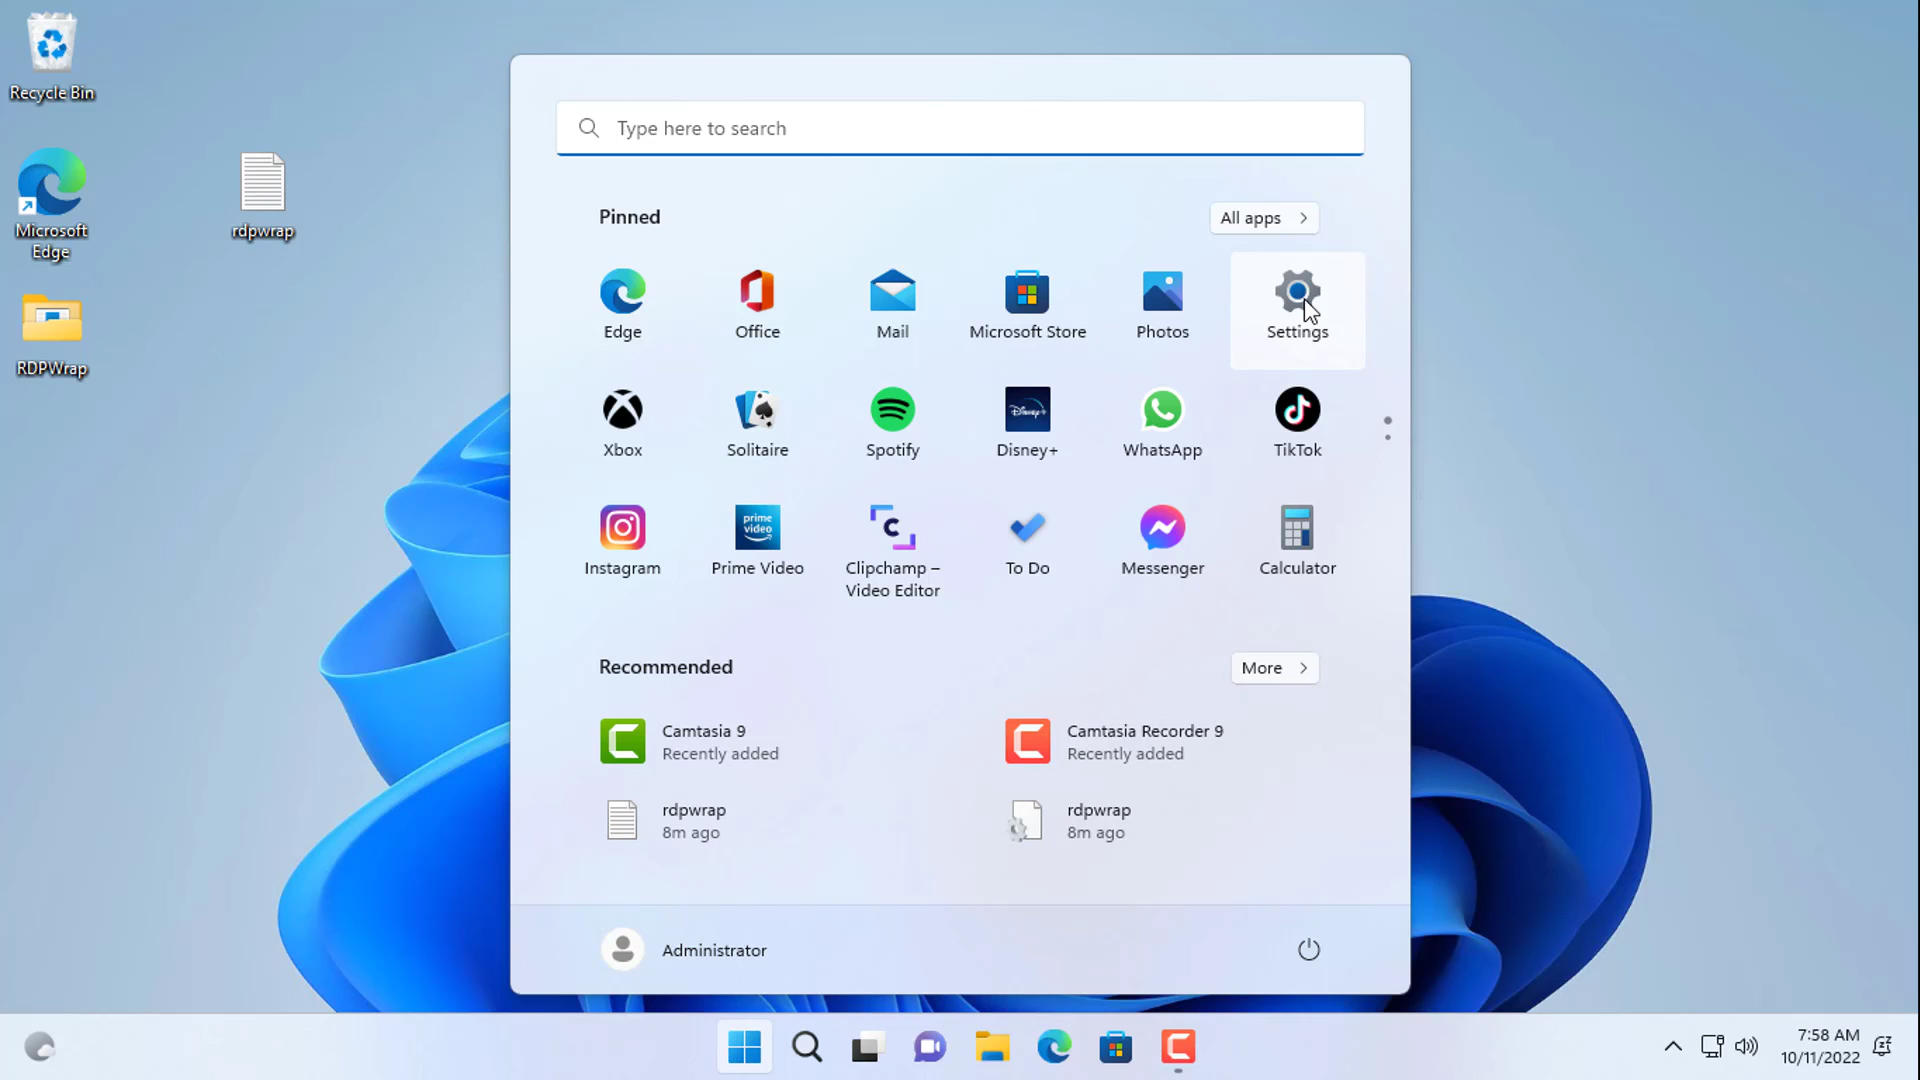 Recycle Bin
Microsoft
Edge
rdpwrap
RDPWrap
Type here to search
Pinned
All apps
Edge
Office
Mail
Microsoft Store
Photos
Settings
Xbox
Solitaire
Spotify
Disney+
Disney+
WhatsApp
TikTok
prime
video
Instagram
Prime Video
Clipchamp –
Video Editor
To Do
Messenger
Calculator
Recommended
More
Camtasia 9
Recently added
Camtasia Recorder 9
Recently added
rdpwrap
8m ago
rdpwrap
8m ago
Administrator
7:58 AM
10/11/2022